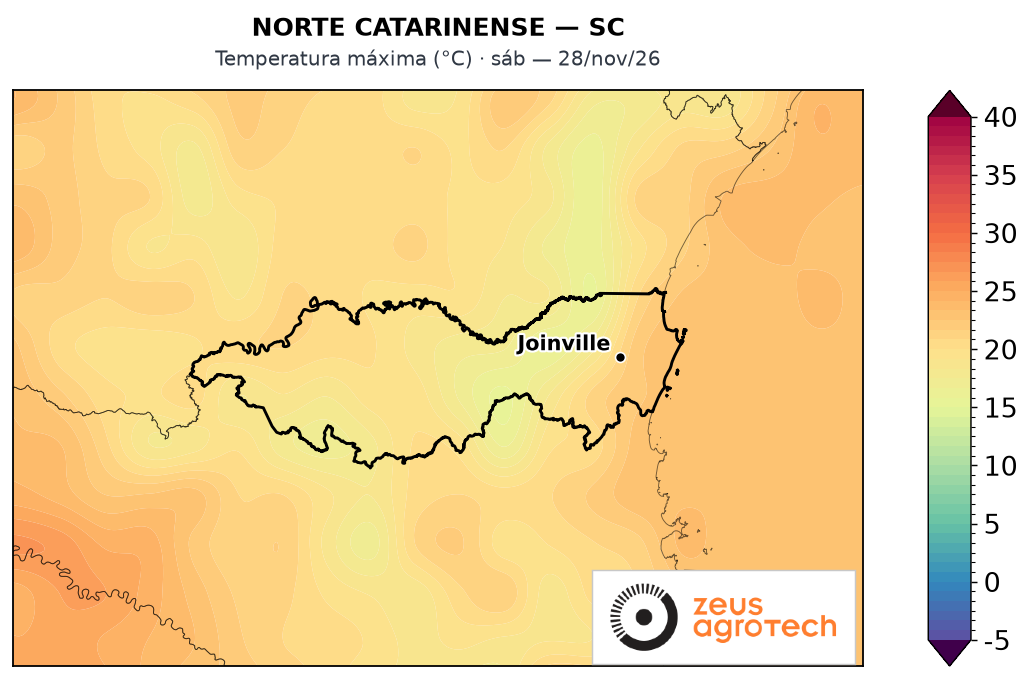 NORTE CATARINENSE — SC
Temperatura máxima (°C) · sáb — 28/nov/26
40
35
30
25
20
15
10
5
0
-5
Joinville
zeus
agrotech